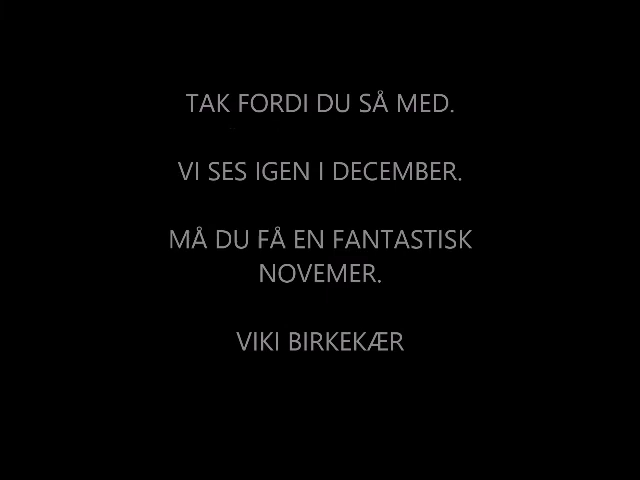 TAK FORDI DU SÅ MED.
VI SES IGEN I DECEMBER.
MÅ DU FÅ EN FANTASTISK
NOVEMER.
VIKI BIRKEKÆR